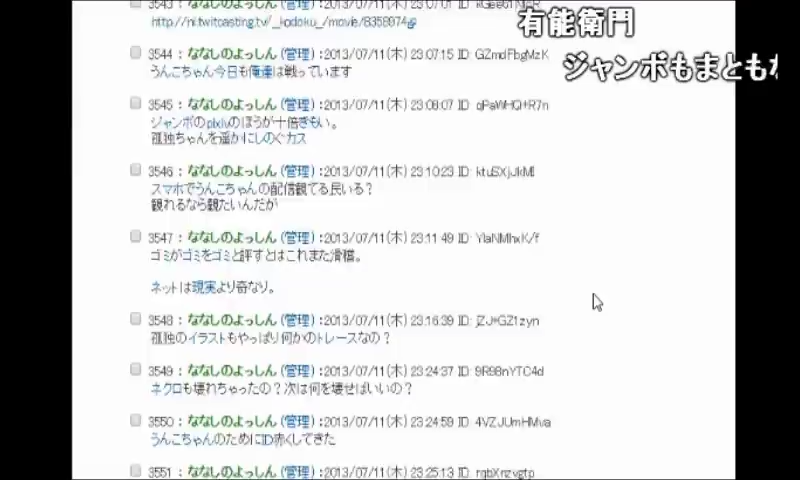 有能衛門
http://nl.twitcasting.tv/_kodoku_/movie/8358974
3544 : ななしのよっしん (管理) : 2013/07/11(木) 23:07:15 ID: GZmdFbgMzK
ジャンボもまともな
うんこちゃん今日も俺達は戦っています
3545 : ななしのよっしん (管理) : 2013/07/11(木) 23:08:07 ID: qPaWHQ+R7n
ジャンボのpixivのほうが十倍きもい。
孤独ちゃんを遥かにしのぐカス
3546 : ななしのよっしん (管理) : 2013/07/11(木) 23:10:23 ID: ktuSXjJkMl
スマホでうんこちゃんの配信観てる民いる？
観れるなら観たいんだが
3547 : ななしのよっしん (管理) : 2013/07/11(木) 23:11:49 ID: YlaNMhxK/f
ゴミがゴミをゴミと評すとはこれまた滑稽。
ネットは現実より奇なり。
3548 : ななしのよっしん (管理) : 2013/07/11(木) 23:16:39 ID: jZJ+GZ1zyn
孤独のイラストもやっぱり何かのトレースなの？
3549 : ななしのよっしん (管理) : 2013/07/11(木) 23:24:37 ID: 9R98nYTC4d
ネクロも壊れちゃったの？次は何を壊せばいいの？
3550 : ななしのよっしん (管理) : 2013/07/11(木) 23:24:59 ID: 4VZJUmHMva
うんこちゃんのためにID赤くしてきた
3551 : ななしのよっしん (管理) : 2013/07/11(木) 23:25:13 ID: rgbXnzvgtp